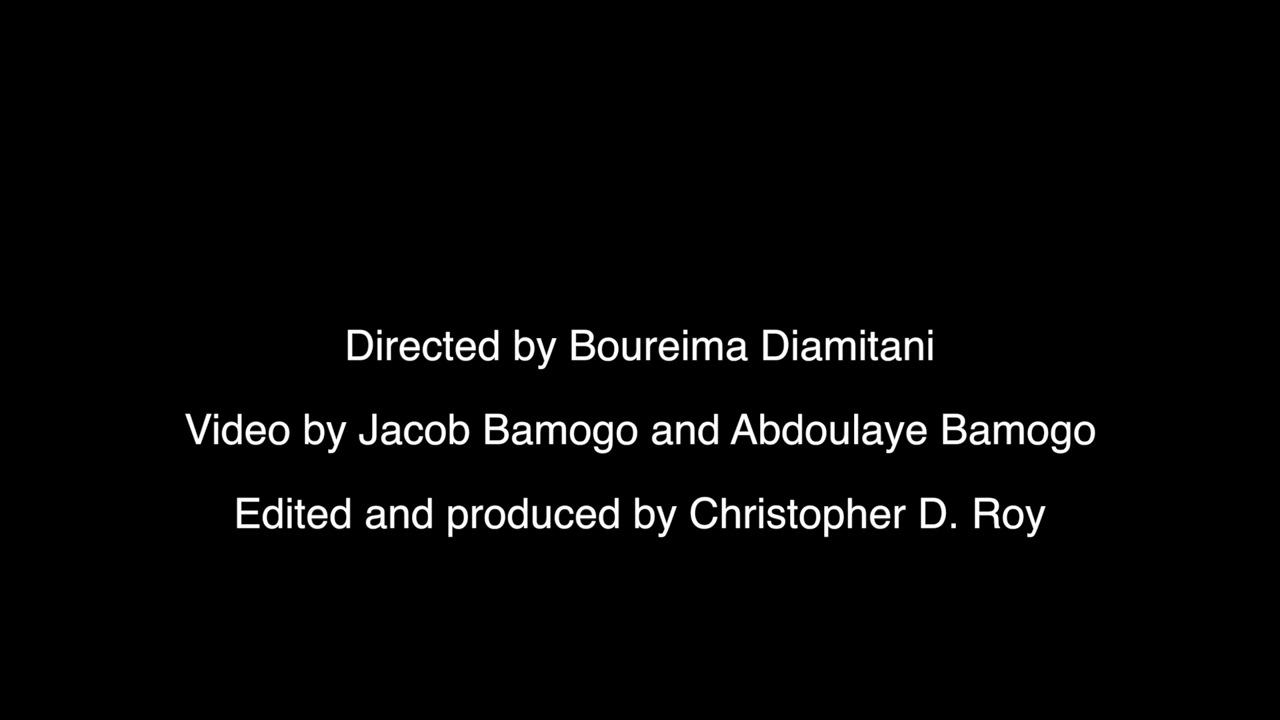 Directed by Boureima Diamitani
Video by Jacob Bamogo and Abdoulaye Bamogo
Edited and produced by Christopher D. Roy